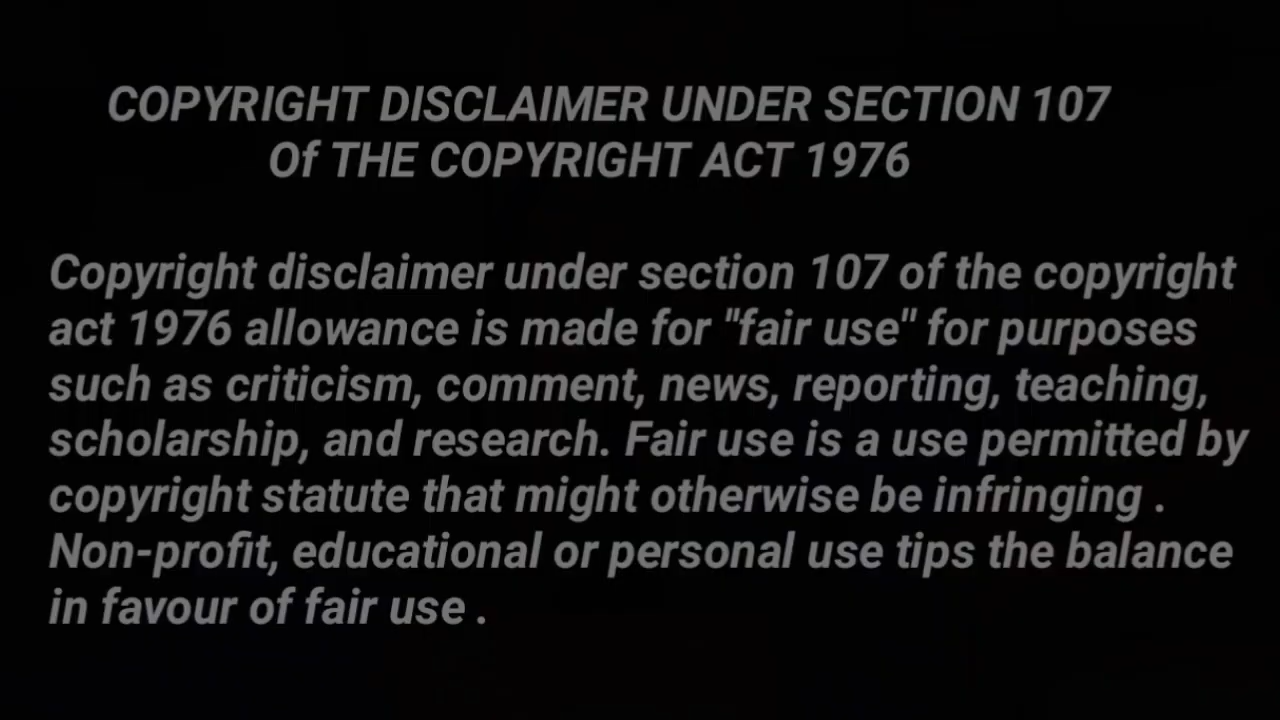 COPYRIGHT DISCLAIMER UNDER SECTION 107
Of THE COPYRIGHT ACT 1976
Copyright disclaimer under section 107 of the copyright
act 1976 allowance is made for "fair use" for purposes
such as criticism, comment, news, reporting, teaching,
scholarship, and research. Fair use is a use permitted by
copyright statute that might otherwise be infringing .
Non-profit, educational or personal use tips the balance
in favour of fair use .